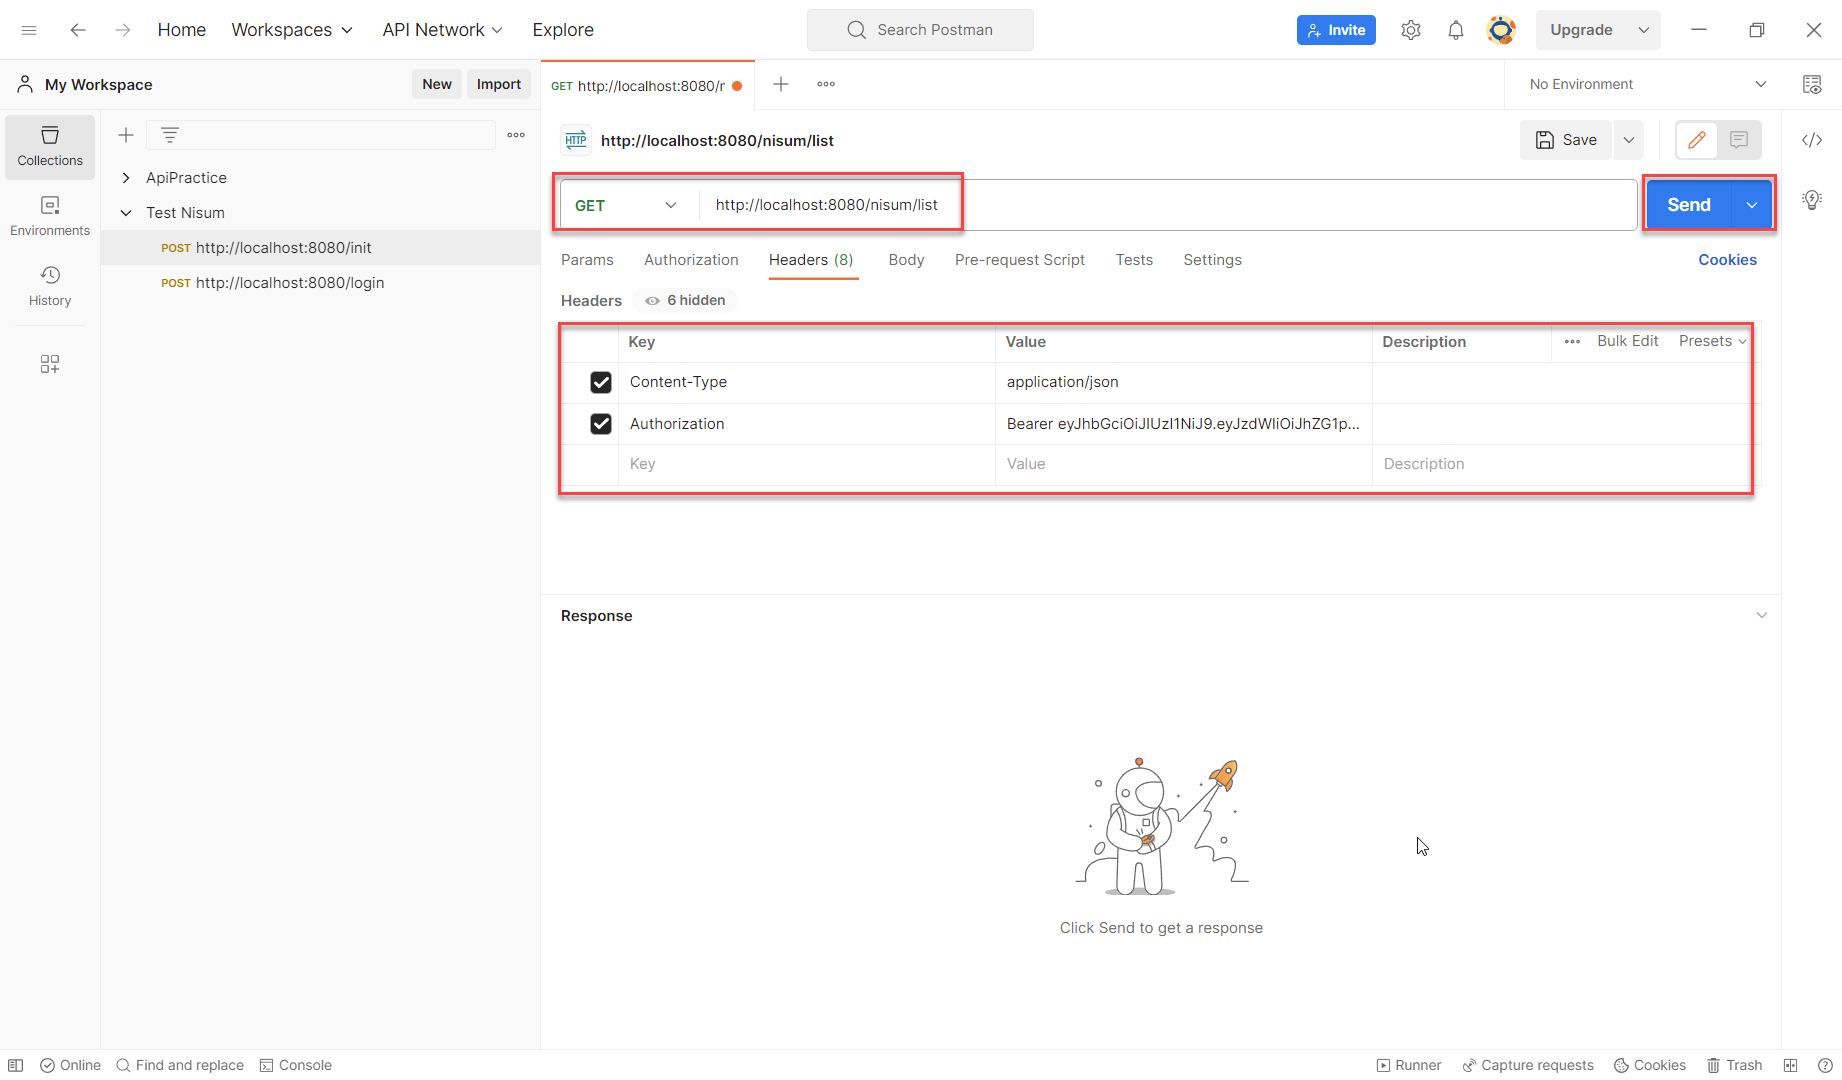 Home Workspaces API Network Explore Search Postman Invite Upgrade
My Workspace New Import GET http://localhost:8080/r No Environment
Collections
Environments
History
ApiPractice
Test Nisum
POST http://localhost:8080/init
POST http://localhost:8080/login
HTTP http://localhost:8080/nisum/list Save
GET http://localhost:8080/nisum/list Send
Params Authorization Headers (8) Body Pre-request Script Tests Settings Cookies
Headers 6 hidden
Key Value Description Bulk Edit Presets
Content-Type application/json
Authorization Bearer eyJhbGciOiJIUzI1NiJ9.eyJzdWIiOiJhZG1p...
Key Value Description
Response
Click Send to get a response
Online Find and replace Console Runner Capture requests Cookies Trash